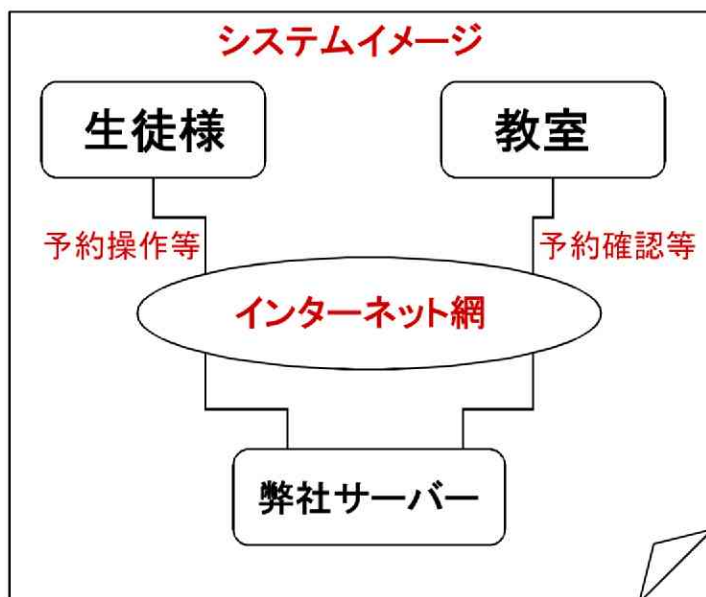 システムイメージ
生徒様
教室
予約操作等
予約確認等
インターネット網
弊社サーバー